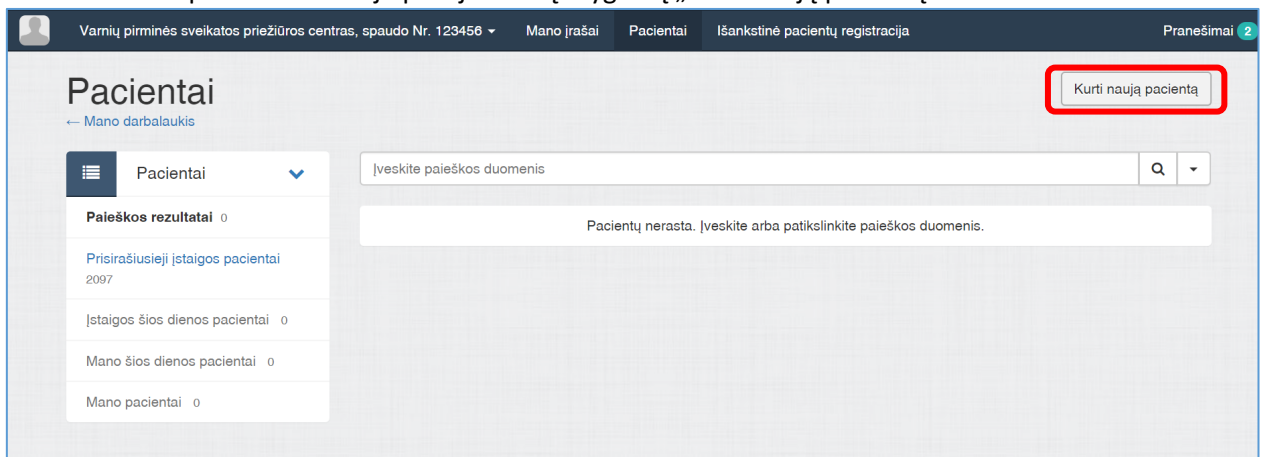 Varnių pirminės sveikatos priežiūros centras, spaudo Nr. 123456 Mano įrašai Pacientai Išankstinė pacientų registracija Pranešimai 2
Pacientai
Kurti naują pacientą
← Mano darbalaukis
Pacientai
Įveskite paieškos duomenis
Paieškos rezultatai 0
Pacientų nerasta. Įveskite arba patikslinkite paieškos duomenis.
Prisirašiusieji įstaigos pacientai
2097
Įstaigos šios dienos pacientai 0
Mano šios dienos pacientai 0
Mano pacientai 0